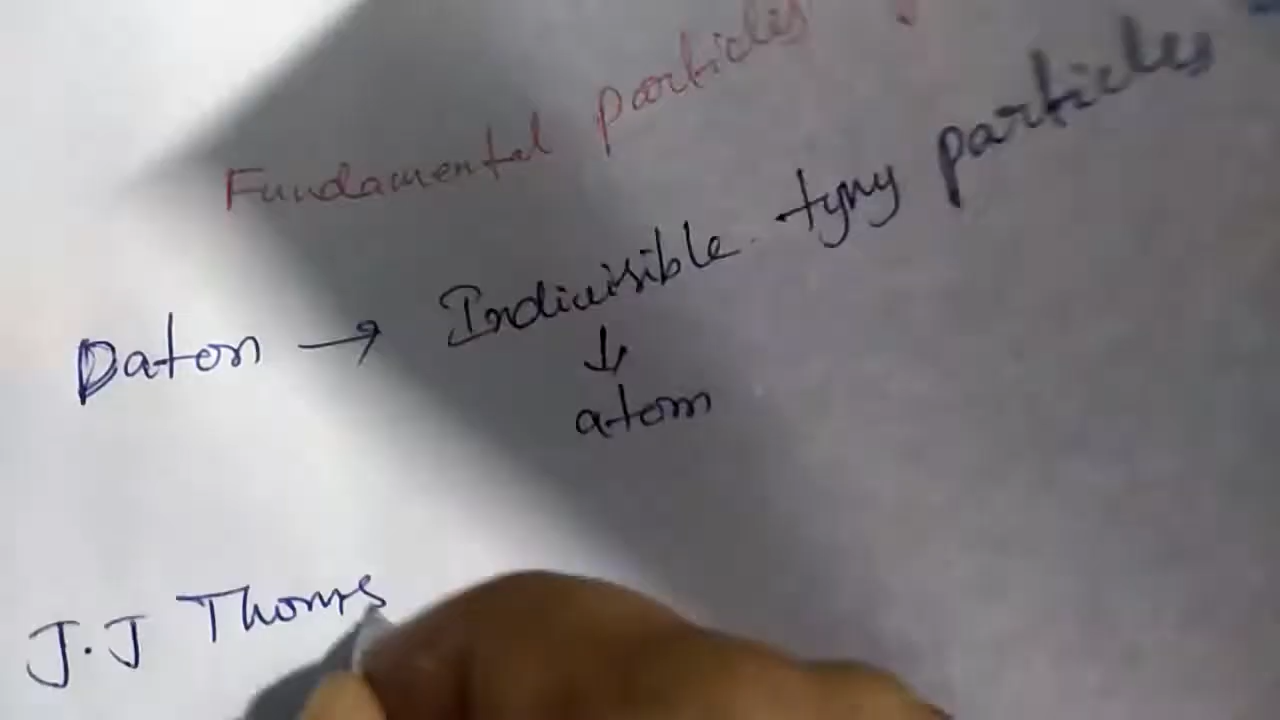 Fundamental particles
Daton → Indivisible tyny particles
↓
atom
J.J Thoms